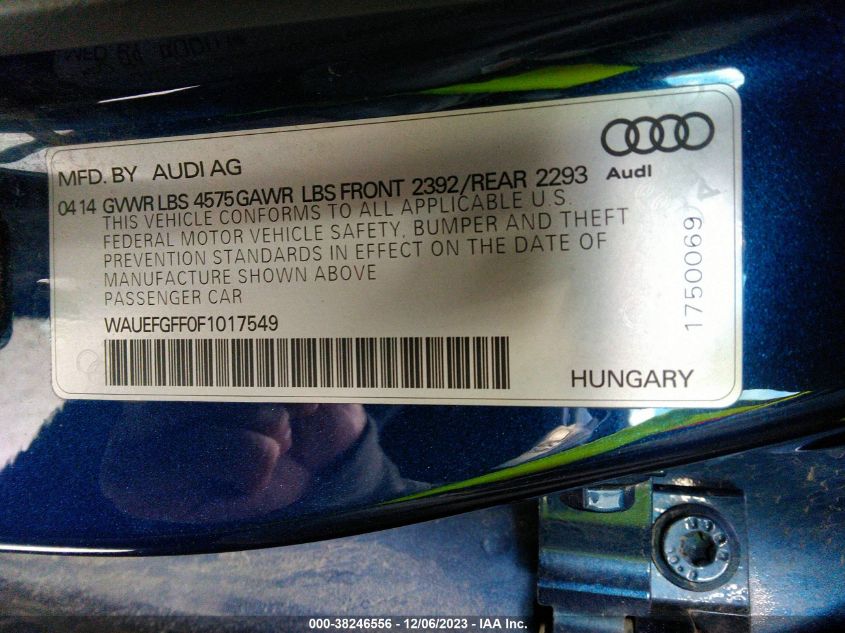 MFD. BY AUDI AG
Audi
0414 GVWR LBS 4575 GAWR LBS FRONT 2392/REAR 2293
THIS VEHICLE CONFORMS TO ALL APPLICABLE U.S.
FEDERAL MOTOR VEHICLE SAFETY, BUMPER AND THEFT
PREVENTION STANDARDS IN EFFECT ON THE DATE OF
MANUFACTURE SHOWN ABOVE
PASSENGER CAR
WAUEFGFF0F1017549
HUNGARY
1750069 A
000-38246556 - 12/06/2023 - IAA Inc.